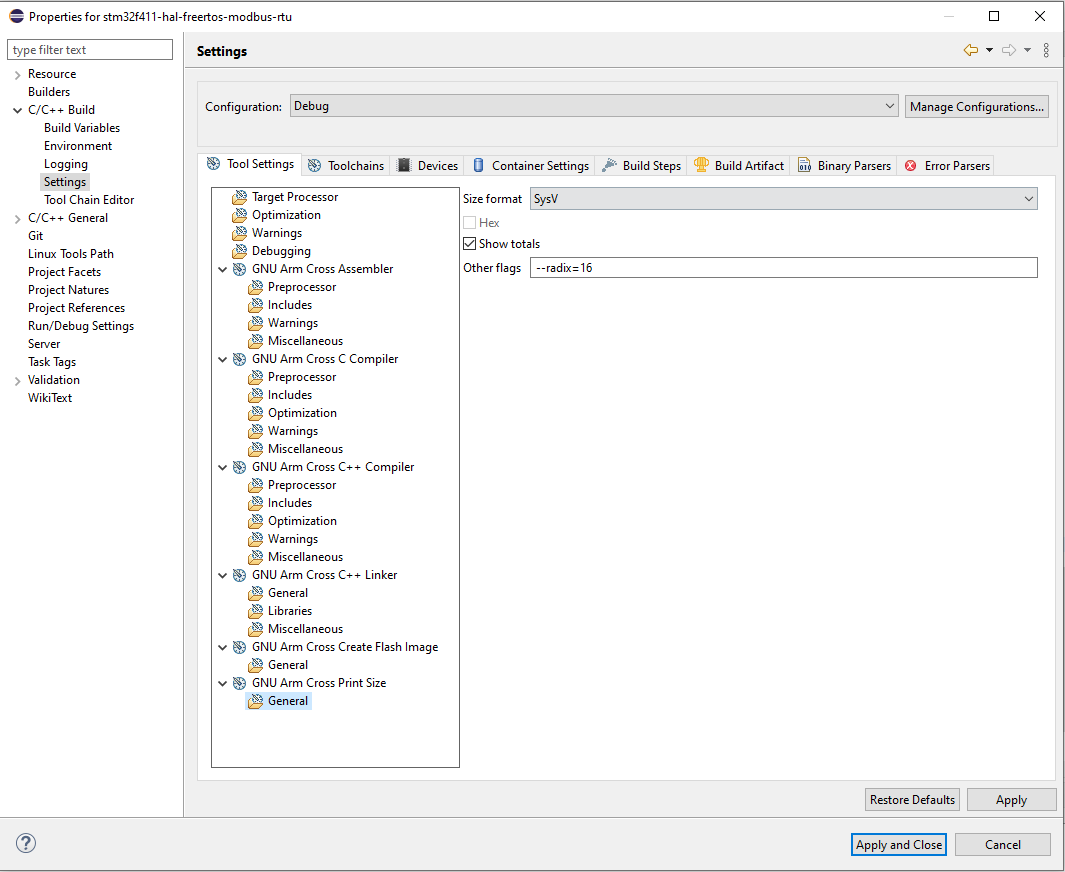 Properties for stm32f411-hal-freertos-modbus-rtu
type filter text
Resource
Builders
C/C++ Build
Build Variables
Environment
Logging
Settings
Tool Chain Editor
C/C++ General
Git
Linux Tools Path
Project Facets
Project Natures
Project References
Run/Debug Settings
Server
Task Tags
Validation
WikiText
Settings
Configuration: Debug Manage Configurations...
Tool Settings Toolchains Devices Container Settings Build Steps Build Artifact Binary Parsers Error Parsers
Target Processor
Optimization
Warnings
Debugging
GNU Arm Cross Assembler
Preprocessor
Includes
Warnings
Miscellaneous
GNU Arm Cross C Compiler
Preprocessor
Includes
Optimization
Warnings
Miscellaneous
GNU Arm Cross C++ Compiler
Preprocessor
Includes
Optimization
Warnings
Miscellaneous
GNU Arm Cross C++ Linker
General
Libraries
Miscellaneous
GNU Arm Cross Create Flash Image
General
GNU Arm Cross Print Size
General
Size format SysV
Hex
Show totals
Other flags --radix=16
Restore Defaults Apply
? Apply and Close Cancel